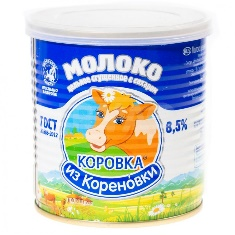 МОЛОКО
цельное сгущенное с сахаром
ГОСТ
8,5%
КОРОВКА
из Кореновки